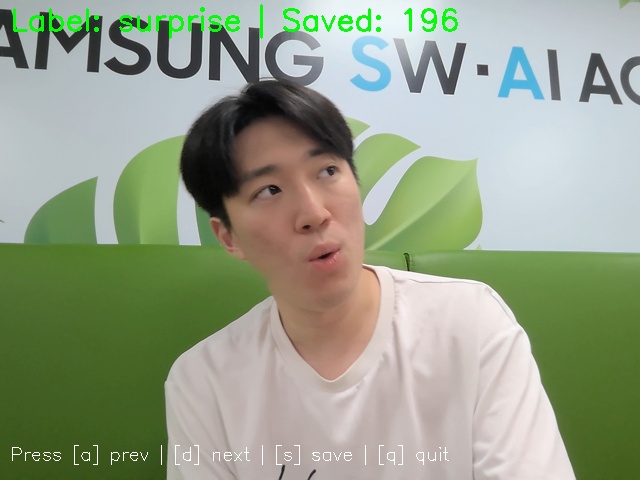 Label: surprise | Saved: 196
AMSUNG SW·AI AC
Press [a] prev | [d] next | [s] save | [q] quit